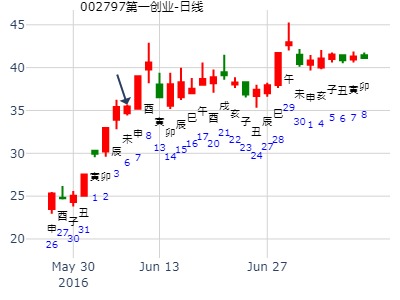 002797第一创业-日线
45
40
35
30
25
20
申 酉 子 丑 寅 卯 辰 未 申 酉 寅 卯 辰 巳 午 酉 戌 亥 子 丑 辰 巳 午 未 申 亥 子 丑 寅 卯
26 27 30 31 1 2 3 6 7 8 13 14 15 16 17 20 21 22 23 24 27 28 29 30 1 4 5 6 7 8
May 30 Jun 13 Jun 27
2016